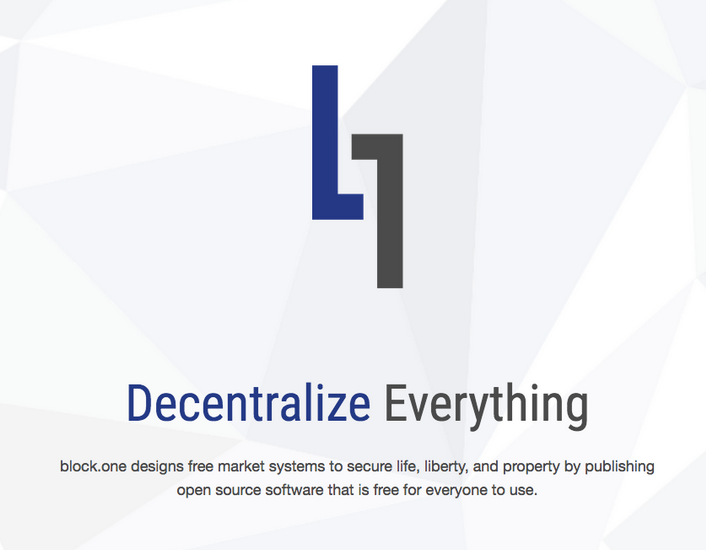 Decentralize Everything
block.one designs free market systems to secure life, liberty, and property by publishing
open source software that is free for everyone to use.